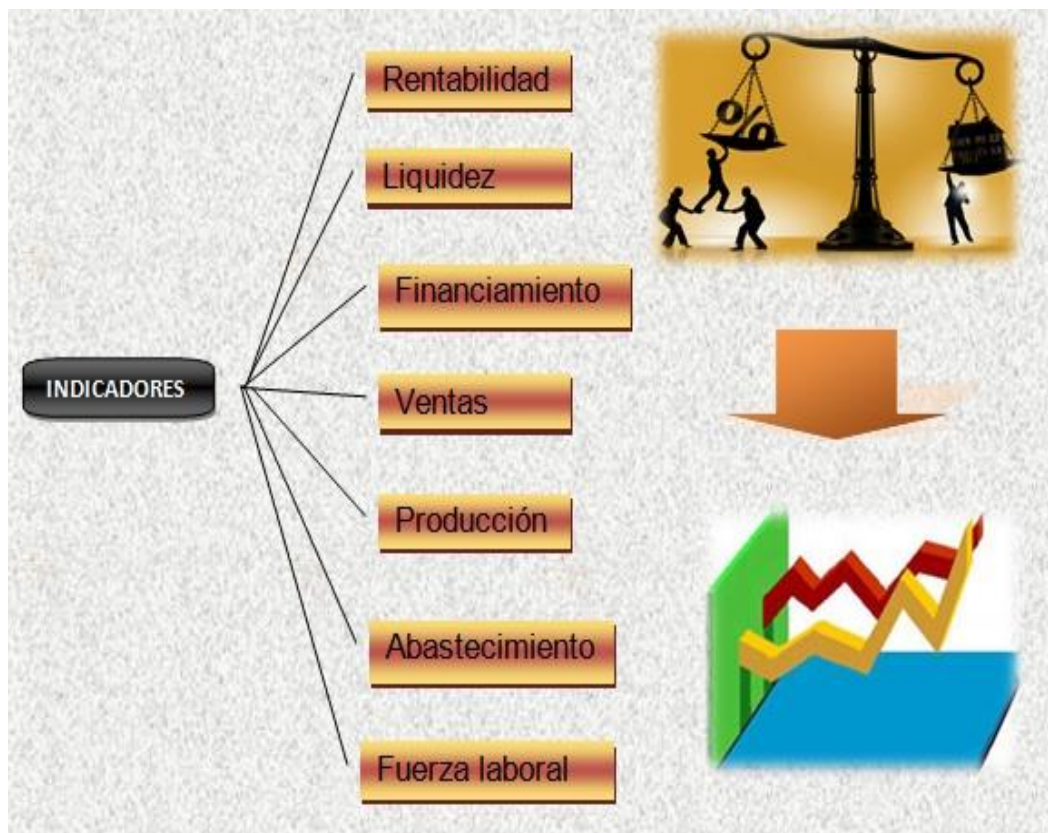 Rentabilidad
Liquidez
Financiamiento
INDICADORES
Ventas
Producción
Abastecimiento
Fuerza laboral
%